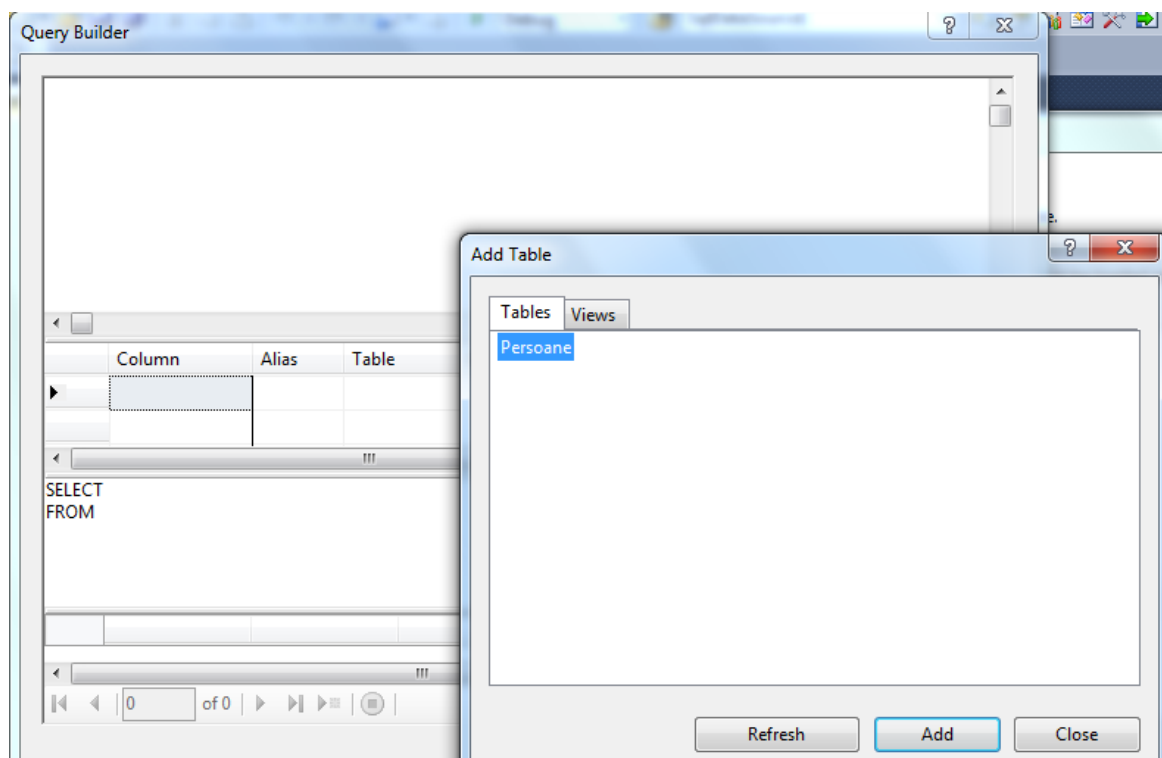 Query Builder
e.
Add Table
Tables Views
Persoane
Column Alias Table
SELECT
FROM
0 of 0
Refresh Add Close